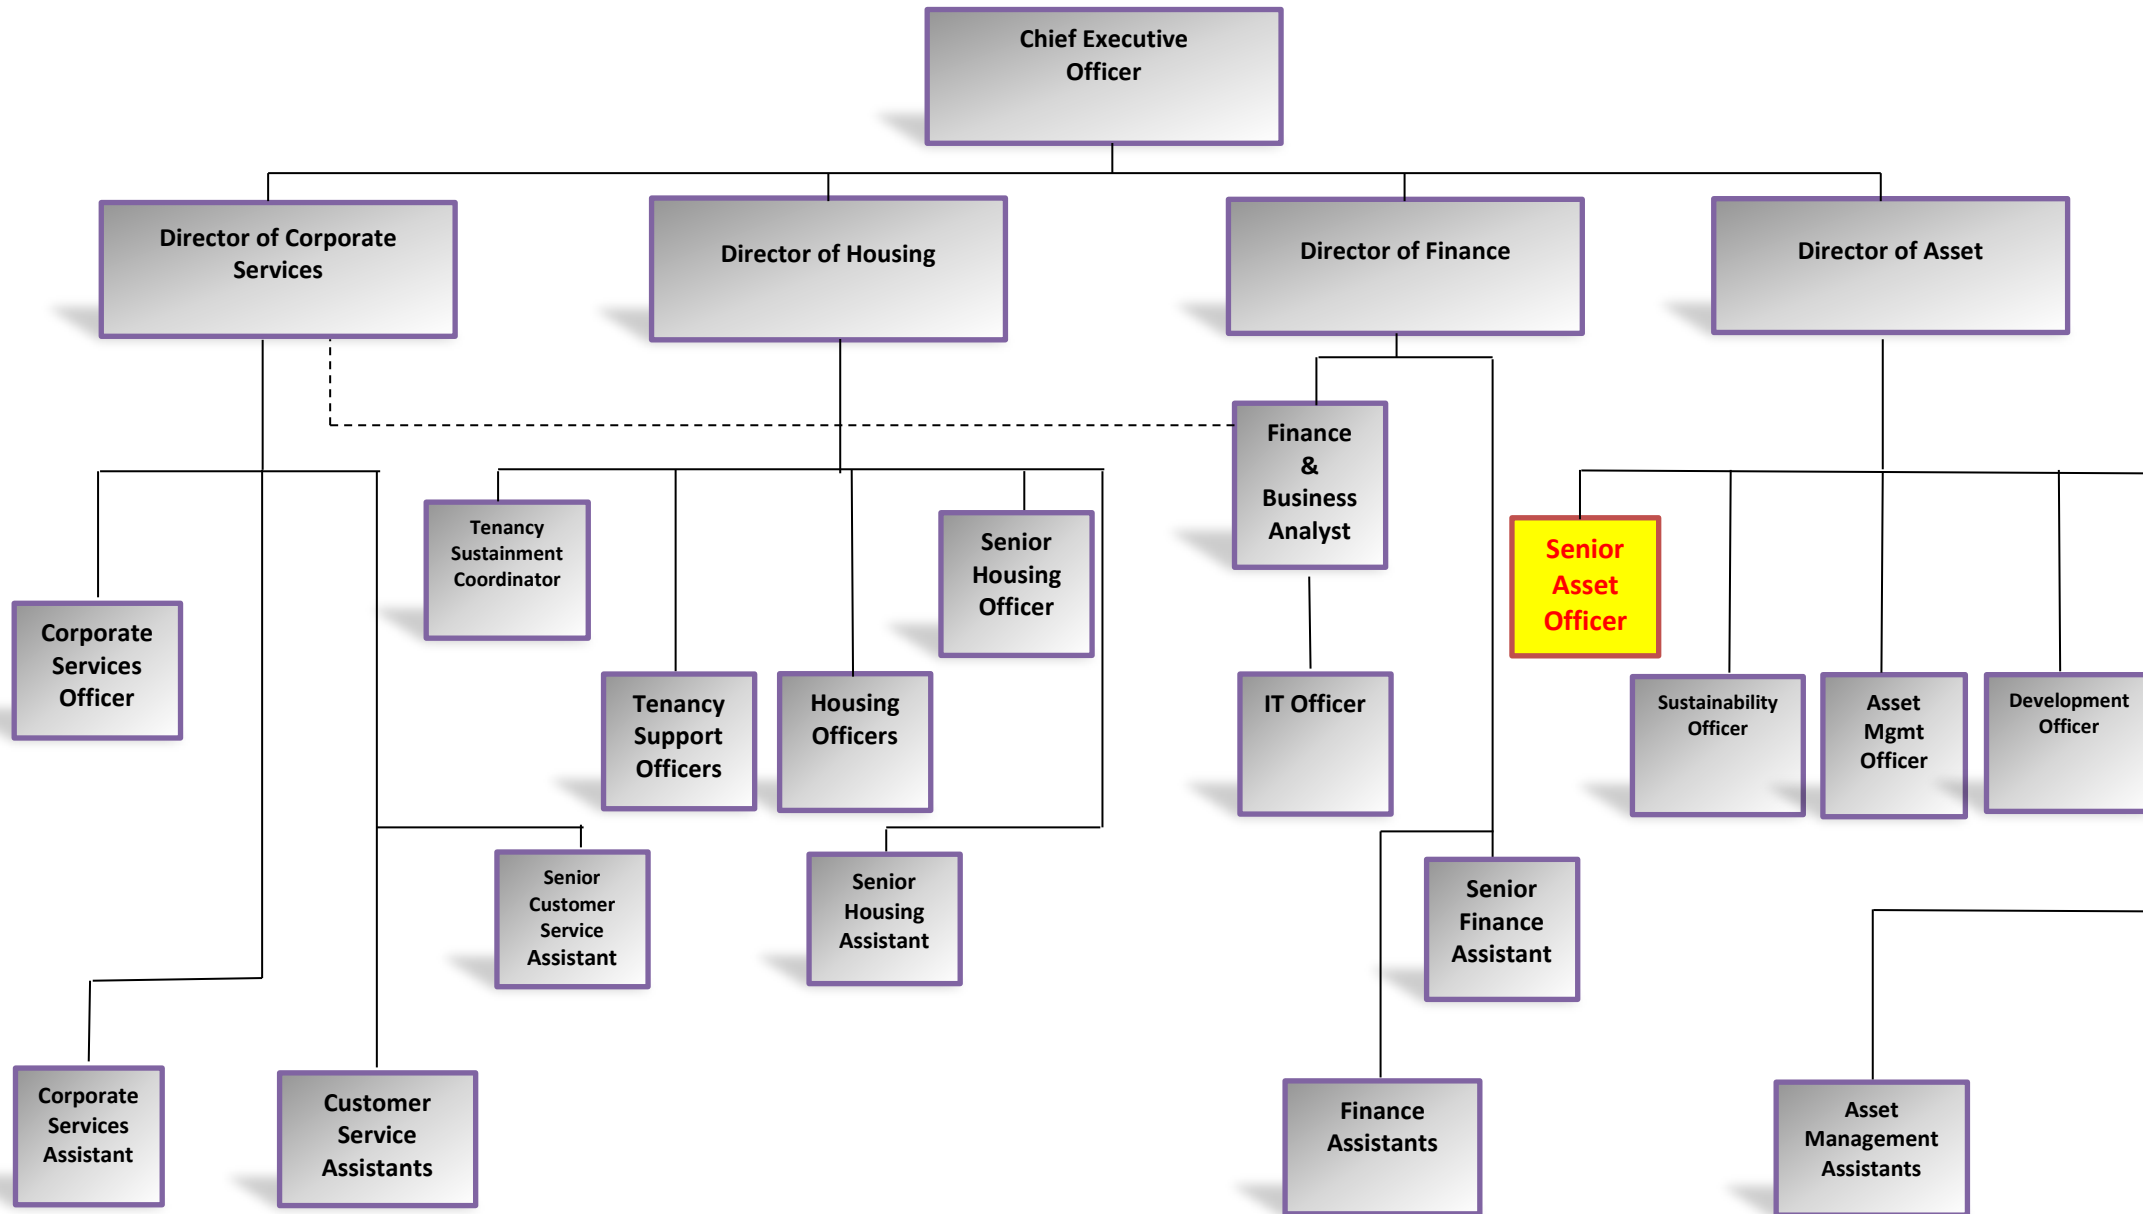 Chief Executive
Officer
Director of Corporate
Services
Director of Housing
Director of Finance
Director of Asset
Finance
&
Business
Analyst
Tenancy
Sustainment
Coordinator
Senior
Housing
Officer
Senior
Asset
Officer
Corporate
Services
Officer
Tenancy
Support
Officers
Housing
Officers
IT Officer
Sustainability
Officer
Asset
Mgmt
Officer
Development
Officer
Senior
Customer
Service
Assistant
Senior
Housing
Assistant
Senior
Finance
Assistant
Corporate
Services
Assistant
Customer
Service
Assistants
Finance
Assistants
Asset
Management
Assistants